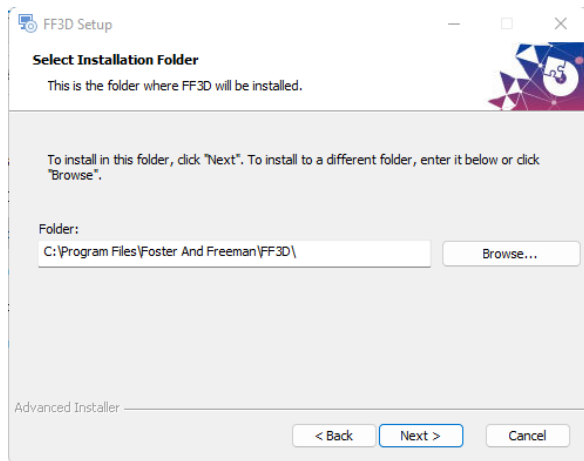 FF3D Setup
Select Installation Folder
This is the folder where FF3D will be installed.
To install in this folder, click "Next". To install to a different folder, enter it below or click
"Browse".
Folder:
C:\Program Files\Foster And Freeman\FF3D\
Browse...
Advanced Installer
< Back
Next >
Cancel